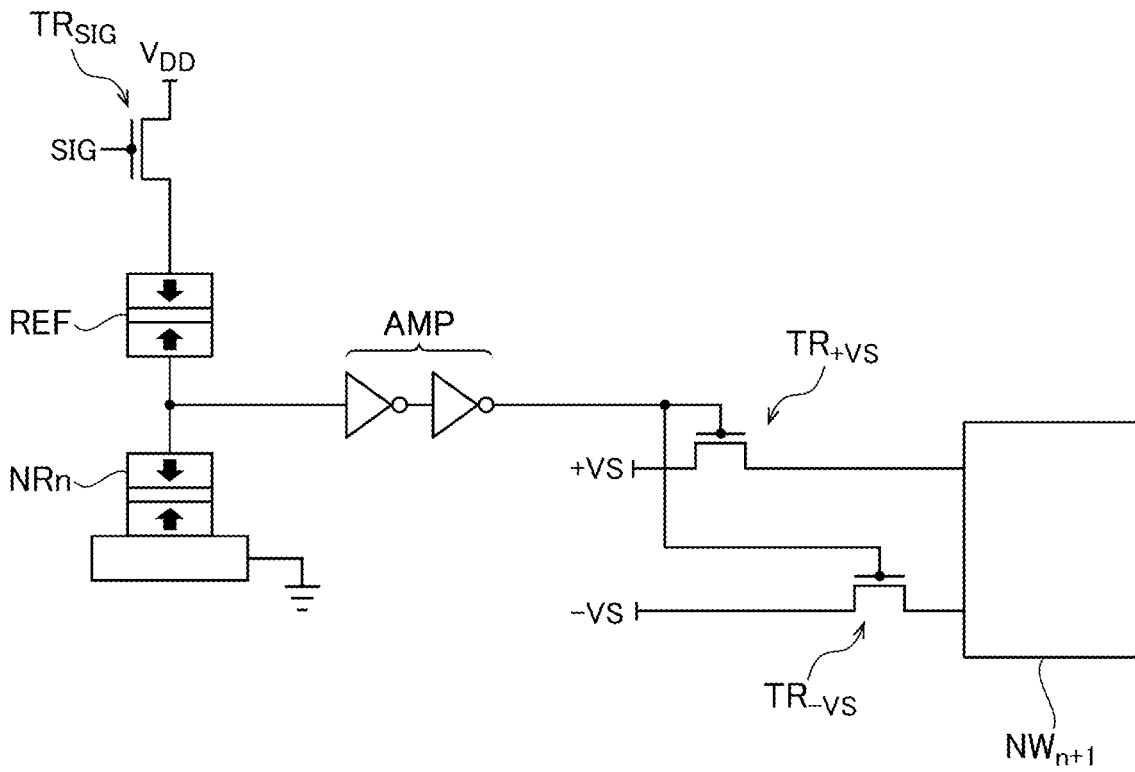 TR_SIG
V_DD
SIG
REF
AMP
TR_+VS
NRn
+VS
−VS
TR_−VS
NW_n+1